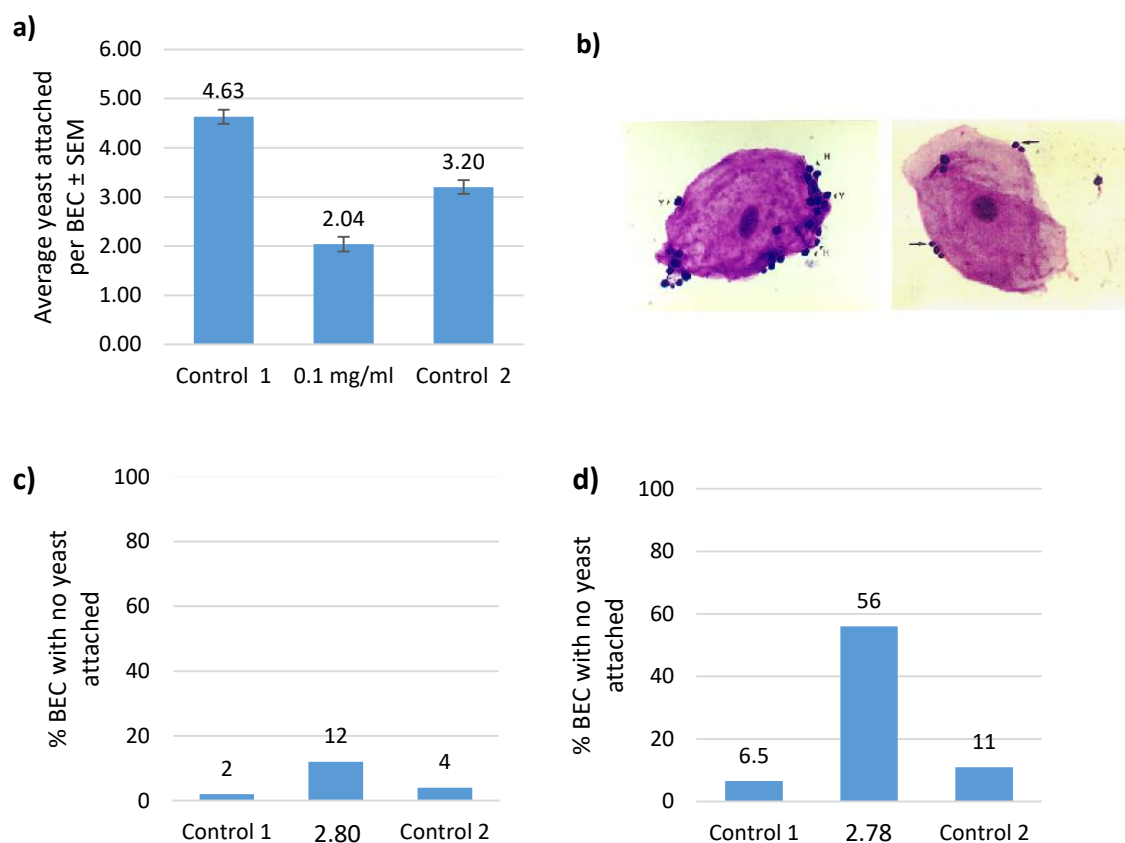 a)
Average yeast attached
per BEC ± SEM
6.00
5.00
4.00
3.00
2.00
1.00
0.00
4.63
2.04
3.20
Control 1
0.1 mg/ml
Control 2
b)
H
Y
Y
H
c)
% BEC with no yeast
attached
100
80
60
40
20
0
2
12
4
Control 1
2.80
Control 2
d)
% BEC with no yeast
attached
100
80
60
40
20
0
6.5
56
11
Control 1
2.78
Control 2